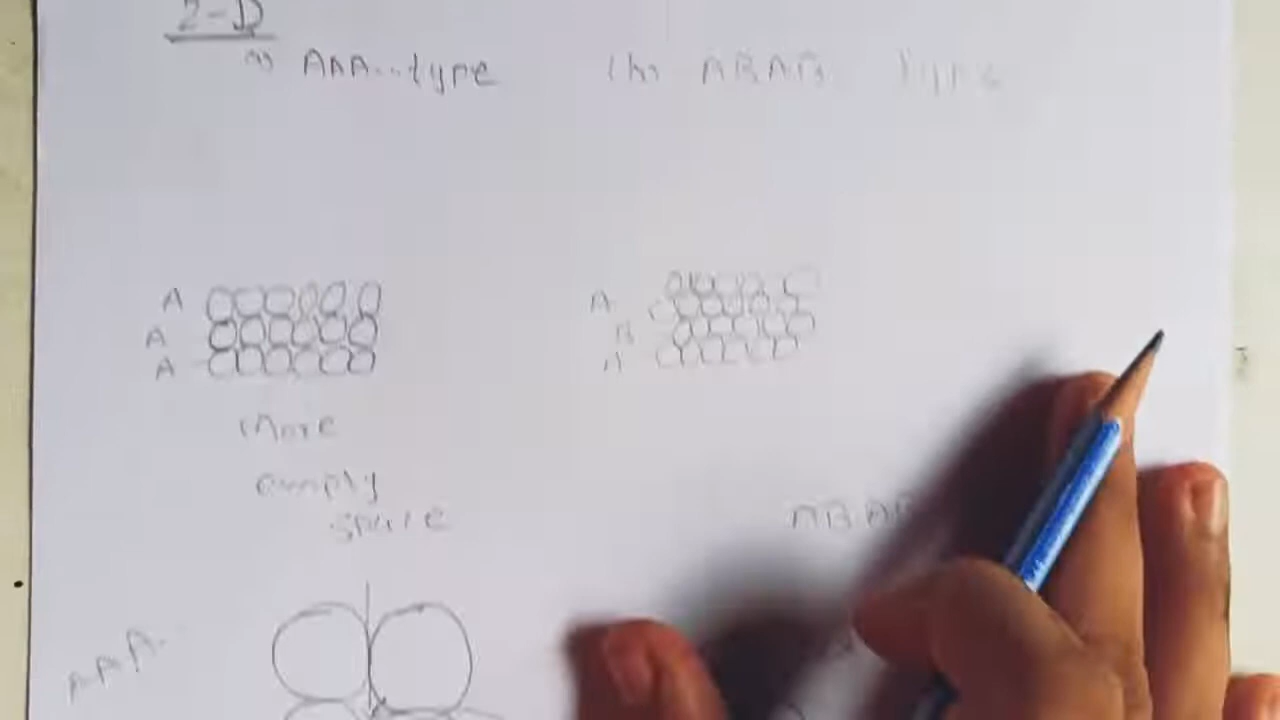 2-D
(a) AAA...type (b) ABAB type
A
A
A
A
B
A
More
empty
space
ABAB
AAA.